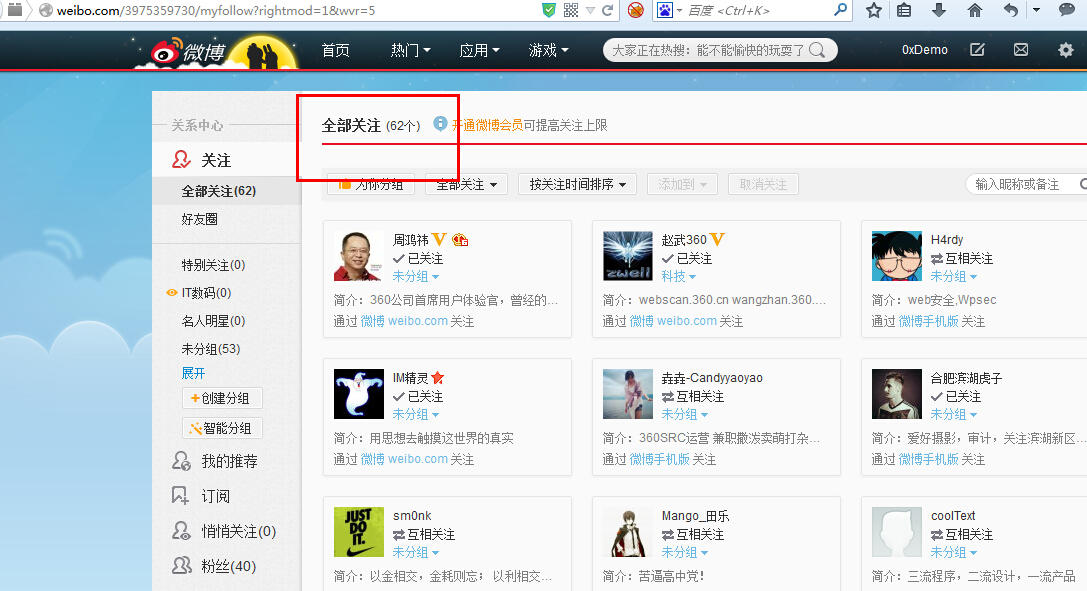 weibo.com/3975359730/myfollow?rightmod=1&wvr=5
百度 <Ctrl+K>
微博
首页
热门
应用
游戏
大家正在热搜：能不能愉快的玩耍了
0xDemo
关系中心
关注
全部关注(62)
好友圈
特别关注(0)
IT数码(0)
名人明星(0)
未分组(53)
展开
+创建分组
智能分组
我的推荐
订阅
悄悄关注(0)
粉丝(40)
全部关注 (62个)
开通微博会员可提高关注上限
为你分组
全部关注
按关注时间排序
添加到
取消关注
输入昵称或备注
周鸿祎 V
已关注
未分组
简介：360公司首席用户体验官，曾经的...
通过 微博 weibo.com 关注
赵武360 V
已关注
科技
zwell
简介：webscan.360.cn wangzhan.360....
通过 微博 weibo.com 关注
H4rdy
互相关注
未分组
简介：web安全,Wpsec
通过 微博手机版 关注
IM精灵
已关注
未分组
简介：用思想去触摸这世界的真实
通过 微博 weibo.com 关注
垚垚-Candyyaoyao
互相关注
未分组
简介：360SRC运营 兼职撒泼卖萌打杂...
通过 微博手机版 关注
合肥滨湖虎子
已关注
未分组
简介：爱好摄影，审计，关注滨湖新区...
通过 微博手机版 关注
JUST
DO
IT.
sm0nk
互相关注
未分组
简介：以金相交，金耗则忘； 以利相交...
Mango_田乐
互相关注
未分组
简介：苦逼高中党！
coolText
互相关注
未分组
简介：三流程序，二流设计，一流产品